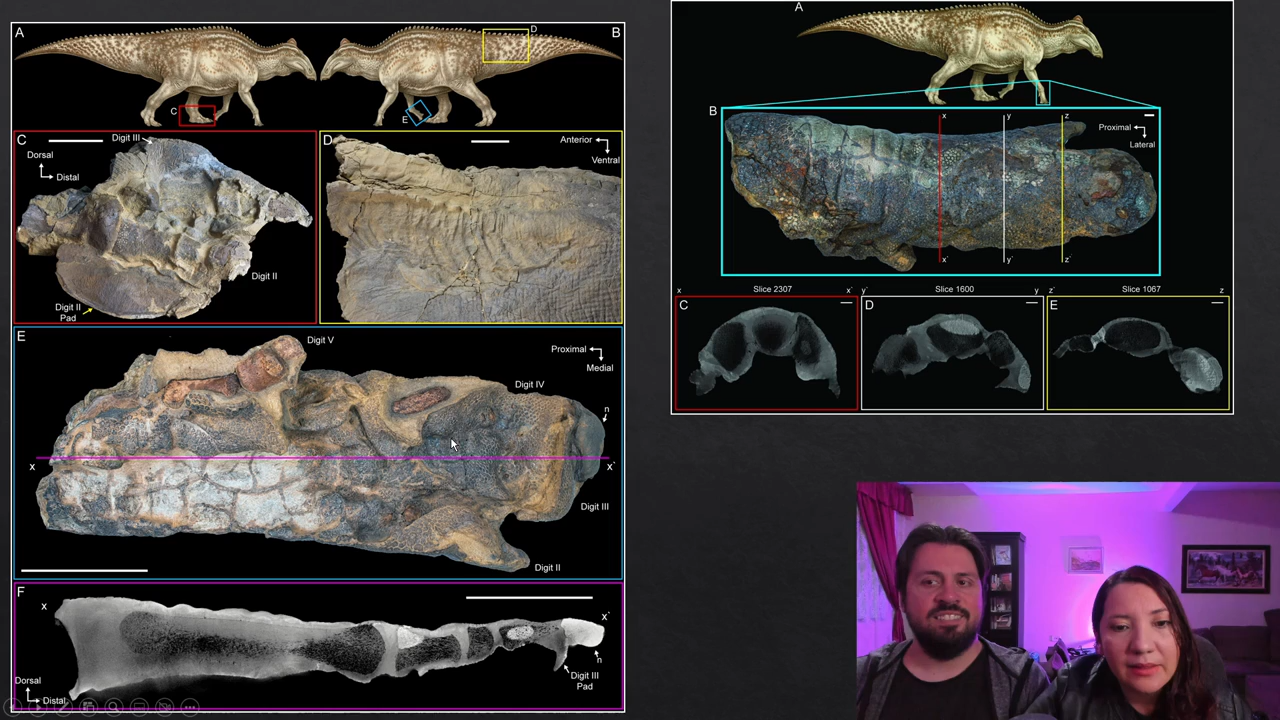 A
B
C
D
E
C
Digit III
Dorsal
Distal
Digit II
Digit II
Pad
D
Anterior
Ventral
E
Digit V
Proximal
Medial
Digit IV
n
x
x´
Digit III
Digit II
F
x
x´
n
Digit III
Pad
Dorsal
Distal
A
B
x
y
z
Proximal
Lateral
x´
y´
z´
x
Slice 2307
x´
y´
Slice 1600
y
z´
Slice 1067
z
C
D
E